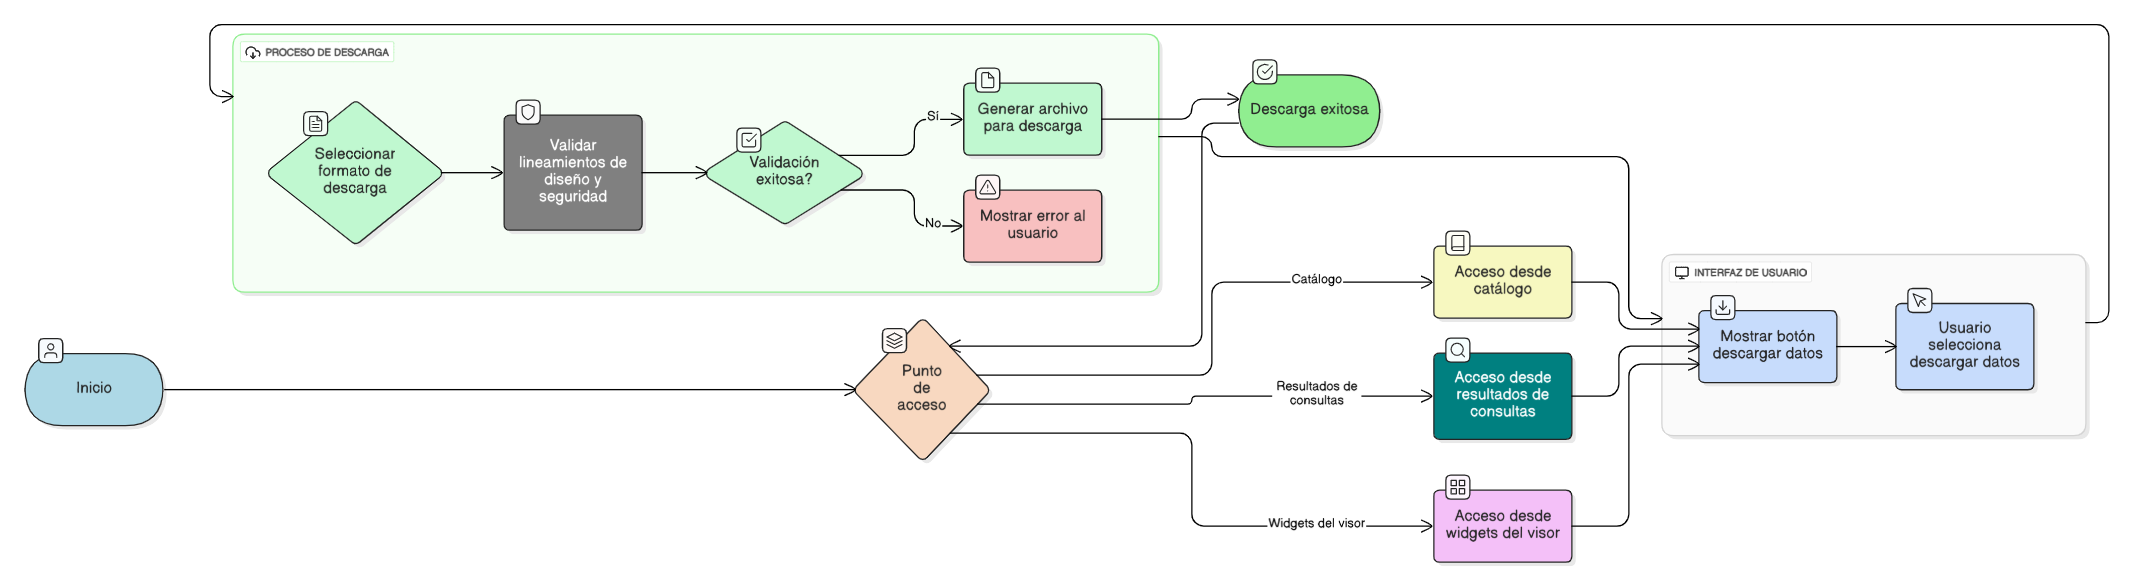 PROCESO DE DESCARGA
Seleccionar
formato de
descarga
Validar
lineamientos de
diseño y
seguridad
Validación
exitosa?
Sí
No
Generar archivo
para descarga
Mostrar error al
usuario
Descarga exitosa
Inicio
Punto
de
acceso
Catálogo
Resultados de
consultas
Widgets del visor
Acceso desde
catálogo
Acceso desde
resultados de
consultas
Acceso desde
widgets del visor
INTERFAZ DE USUARIO
Mostrar botón
descargar datos
Usuario
selecciona
descargar datos